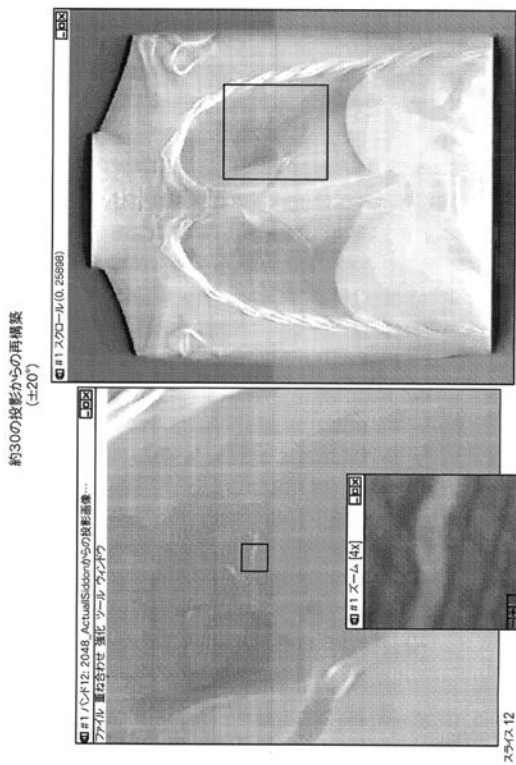 約30の投影からの再構築
(±20°)
#1 バンド12: 2048_ActualSiddonからの投影画像…
ファイル 重ね合わせ 強化 ツール ウィンドウ
#1 スクロール (0, 25898)
#1 ズーム [4X]
スライス 12